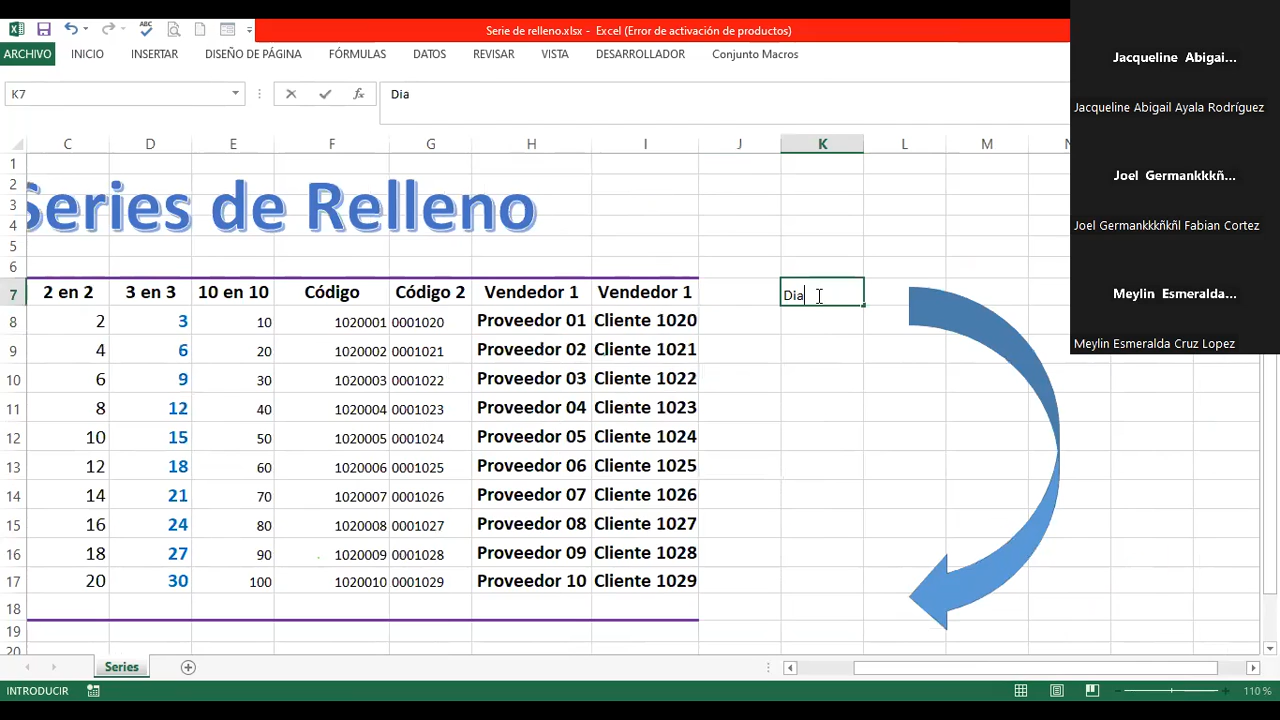 Serie de relleno.xlsx - Excel (Error de activación de productos)
ARCHIVO INICIO INSERTAR DISEÑO DE PÁGINA FÓRMULAS DATOS REVISAR VISTA DESARROLLADOR Conjunto Macros
K7 fx Dia
C D E F G H I J K L M N
1
2
3
4
5
6
Series de Relleno
7 2 en 2 3 en 3 10 en 10 Código Código 2 Vendedor 1 Vendedor 1 Dia
8 2 3 10 1020001 0001020 Proveedor 01 Cliente 1020
9 4 6 20 1020002 0001021 Proveedor 02 Cliente 1021
10 6 9 30 1020003 0001022 Proveedor 03 Cliente 1022
11 8 12 40 1020004 0001023 Proveedor 04 Cliente 1023
12 10 15 50 1020005 0001024 Proveedor 05 Cliente 1024
13 12 18 60 1020006 0001025 Proveedor 06 Cliente 1025
14 14 21 70 1020007 0001026 Proveedor 07 Cliente 1026
15 16 24 80 1020008 0001027 Proveedor 08 Cliente 1027
16 18 27 90 1020009 0001028 Proveedor 09 Cliente 1028
17 20 30 100 1020010 0001029 Proveedor 10 Cliente 1029
18
19
20
Series
INTRODUCIR 110 %
Jacqueline Abigai...
Jacqueline Abigail Ayala Rodríguez
Joel Germankkkñ...
Joel Germankkkñkñl Fabian Cortez
Meylin Esmeralda...
Meylin Esmeralda Cruz Lopez